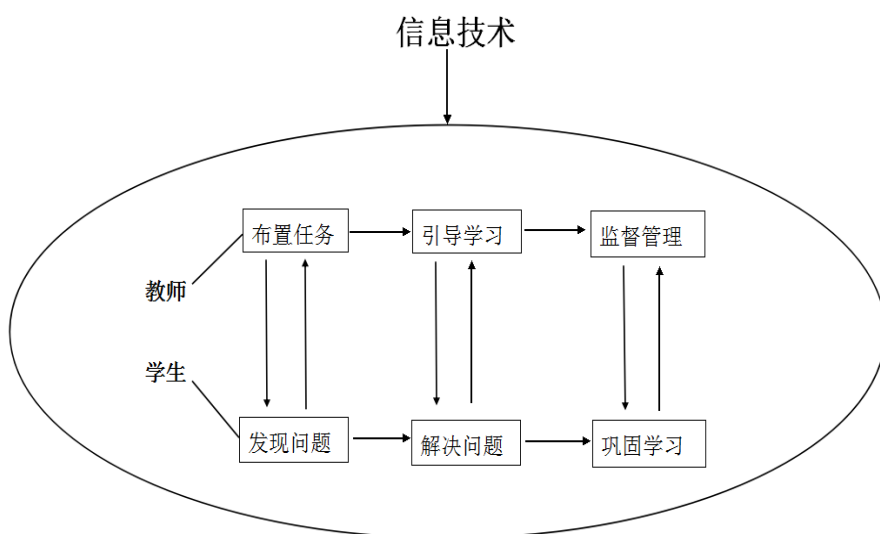 信息技术
布置任务
引导学习
监督管理
教师
学生
发现问题
解决问题
巩固学习